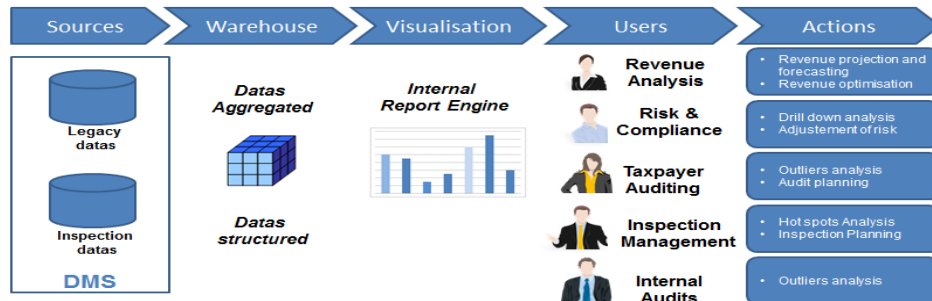 Sources
Warehouse
Visualisation
Users
Actions
Legacy
datas
Inspection
datas
DMS
Datas
Aggregated
Datas
structured
Internal
Report Engine
Revenue
Analysis
Risk &
Compliance
Taxpayer
Auditing
Inspection
Management
Internal
Audits
• Revenue projection and
forecasting
• Revenue optimisation
• Drill down analysis
• Adjustement of risk
• Outliers analysis
• Audit planning
• Hot spots Analysis
• Inspection Planning
• Outliers analysis